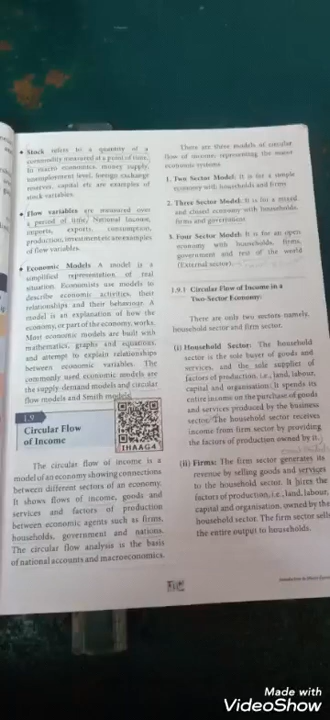 • Stock refers to a quantity of a
commodity measured at a point of time.
In macro economics, money supply,
unemployment level, foreign exchange
reserves, capital etc are examples of
stock variables.
• Flow variables are measured over
a period of time. National Income,
imports, exports, consumption,
production, investment etc are examples
of flow variables.
• Economic Models A model is a
simplified representation of real
situation. Economists use models to
describe economic activities, their
relationships and their behaviour. A
model is an explanation of how the
economy, or part of the economy, works.
Most economic models are built with
mathematics, graphs and equations,
and attempt to explain relationships
between economic variables. The
commonly used economic models are
the supply-demand models and circular
flow models and Smith models.
1.9
Circular Flow
of Income
IHAAG4
The circular flow of income is a
model of an economy showing connections
between different sectors of an economy.
It shows flows of income, goods and
services and factors of production
between economic agents such as firms,
households, government and nations.
The circular flow analysis is the basis
of national accounts and macroeconomics.
There are three models of circular
flow of income, representing the major
economic systems.
1. Two Sector Model: It is for a simple
economy with households and firms
2. Three Sector Model: It is for a mixed
and closed economy with households,
firms and government
3. Four Sector Model: It is for an open
economy with households, firms,
government and rest of the world
(External sector).
1.9.1 Circular Flow of Income in a
Two-Sector Economy:
There are only two sectors namely,
household sector and firm sector.
(i) Household Sector: The household
sector is the sole buyer of goods and
services, and the sole supplier of
factors of production, i.e., land, labour,
capital and organisation. It spends its
entire income on the purchase of goods
and services produced by the business
sector. The household sector receives
income from firm sector by providing
the factors of production owned by it.
(ii) Firms: The firm sector generates its
revenue by selling goods and services
to the household sector. It hires the
factors of production, i.e., land, labour,
capital and organisation, owned by the
household sector. The firm sector sells
the entire output to households.
Made with
VideoShow